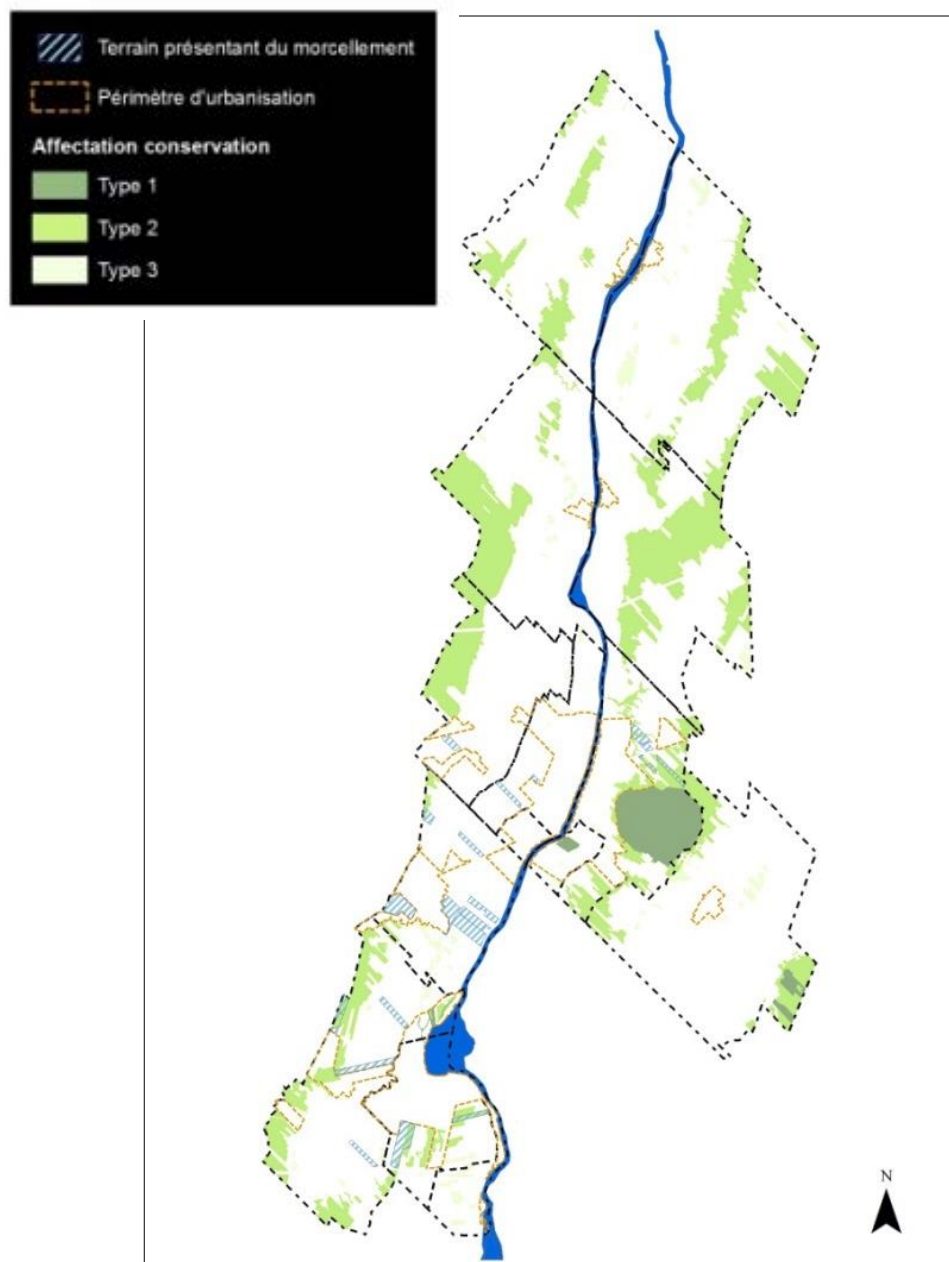 Terrain présentant du morcellement
Périmètre d'urbanisation
Affectation conservation
Type 1
Type 2
Type 3
N